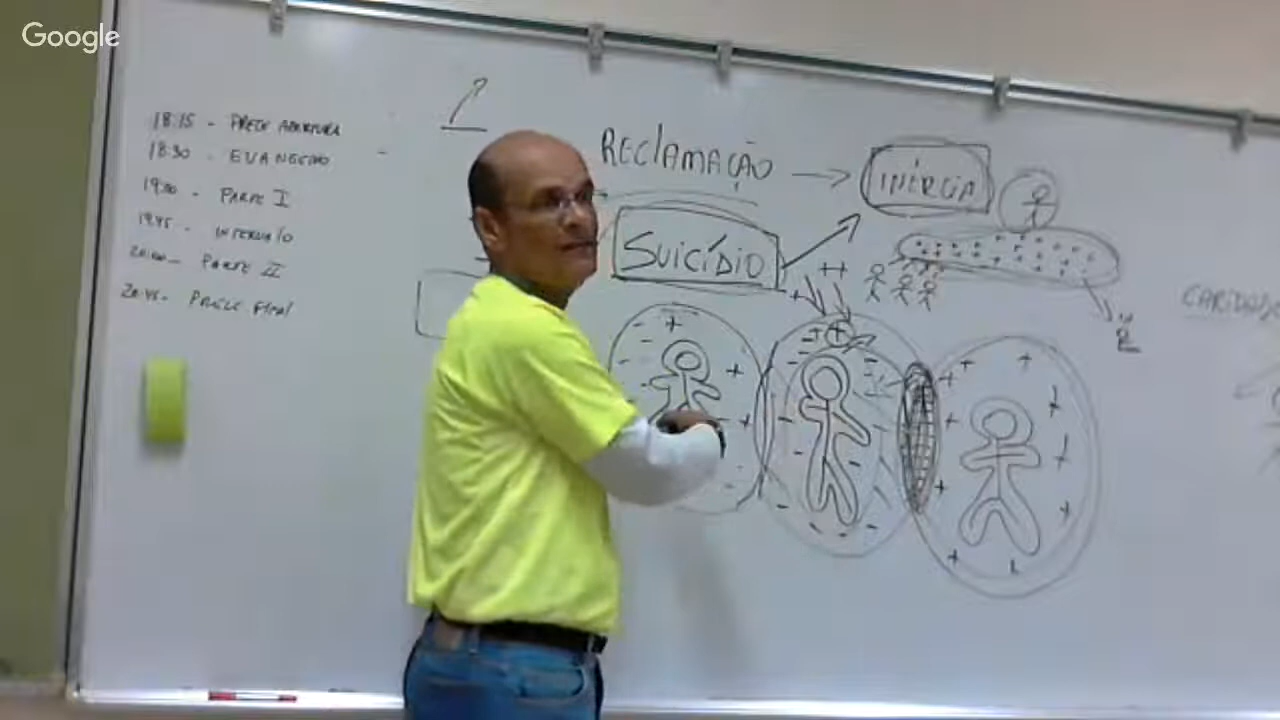 Google
18:15 - PRECE ABERTURA
18:30 - EVANGELHO
19:00 - PARTE I
19:45 - INTERVALO
20:00 - PARTE II
20:45 - PRECE FINAL
RECLAMAÇÃO → INÉRCIA
SUICÍDIO